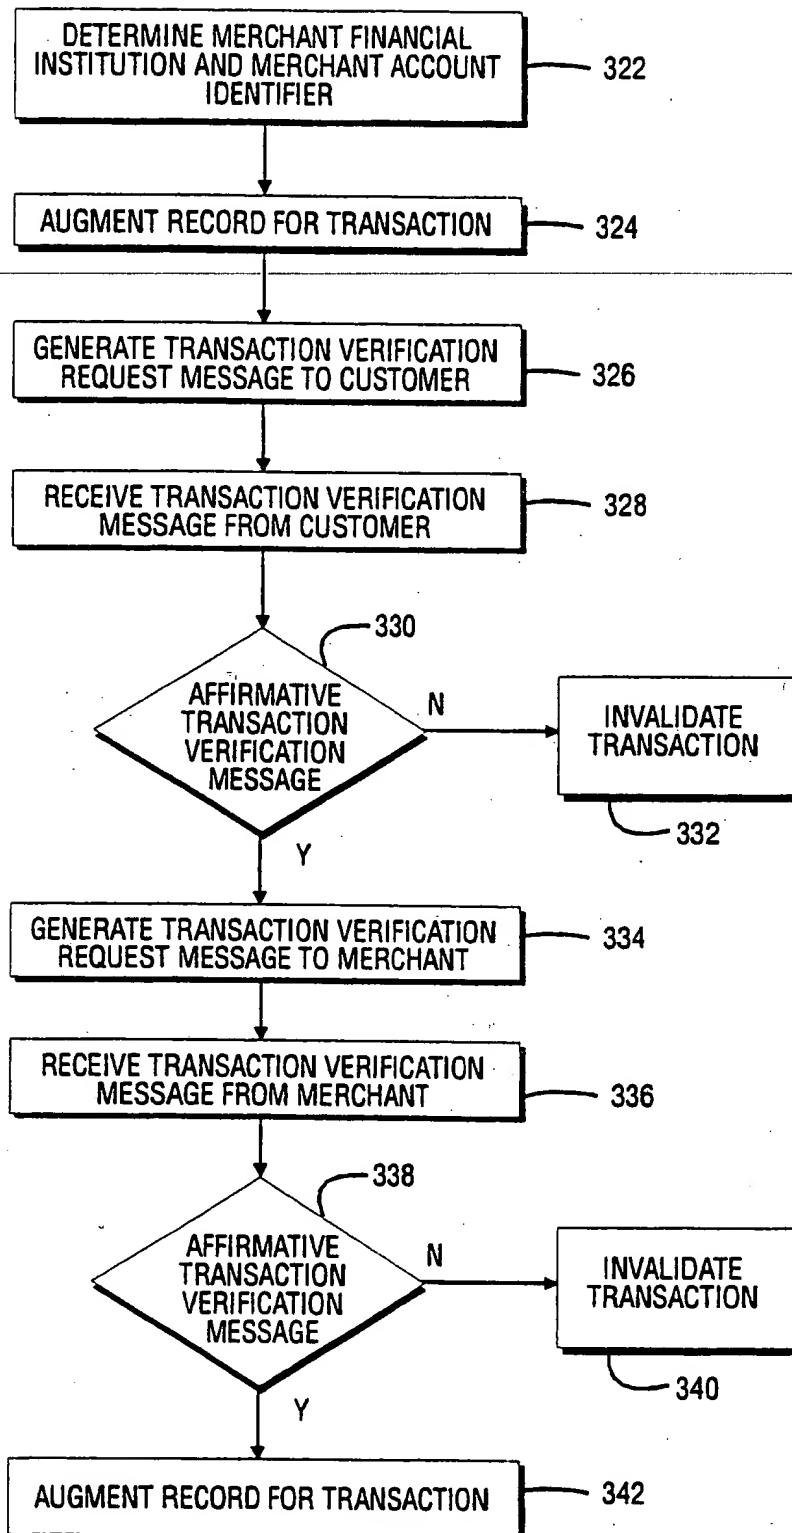 DETERMINE MERCHANT FINANCIAL
INSTITUTION AND MERCHANT ACCOUNT
IDENTIFIER
322
AUGMENT RECORD FOR TRANSACTION
324
GENERATE TRANSACTION VERIFICATION
REQUEST MESSAGE TO CUSTOMER
326
RECEIVE TRANSACTION VERIFICATION
MESSAGE FROM CUSTOMER
328
330
AFFIRMATIVE
TRANSACTION
VERIFICATION
MESSAGE
N
INVALIDATE
TRANSACTION
332
Y
GENERATE TRANSACTION VERIFICATION
REQUEST MESSAGE TO MERCHANT
334
RECEIVE TRANSACTION VERIFICATION
MESSAGE FROM MERCHANT
336
338
AFFIRMATIVE
TRANSACTION
VERIFICATION
MESSAGE
N
INVALIDATE
TRANSACTION
340
Y
AUGMENT RECORD FOR TRANSACTION
342